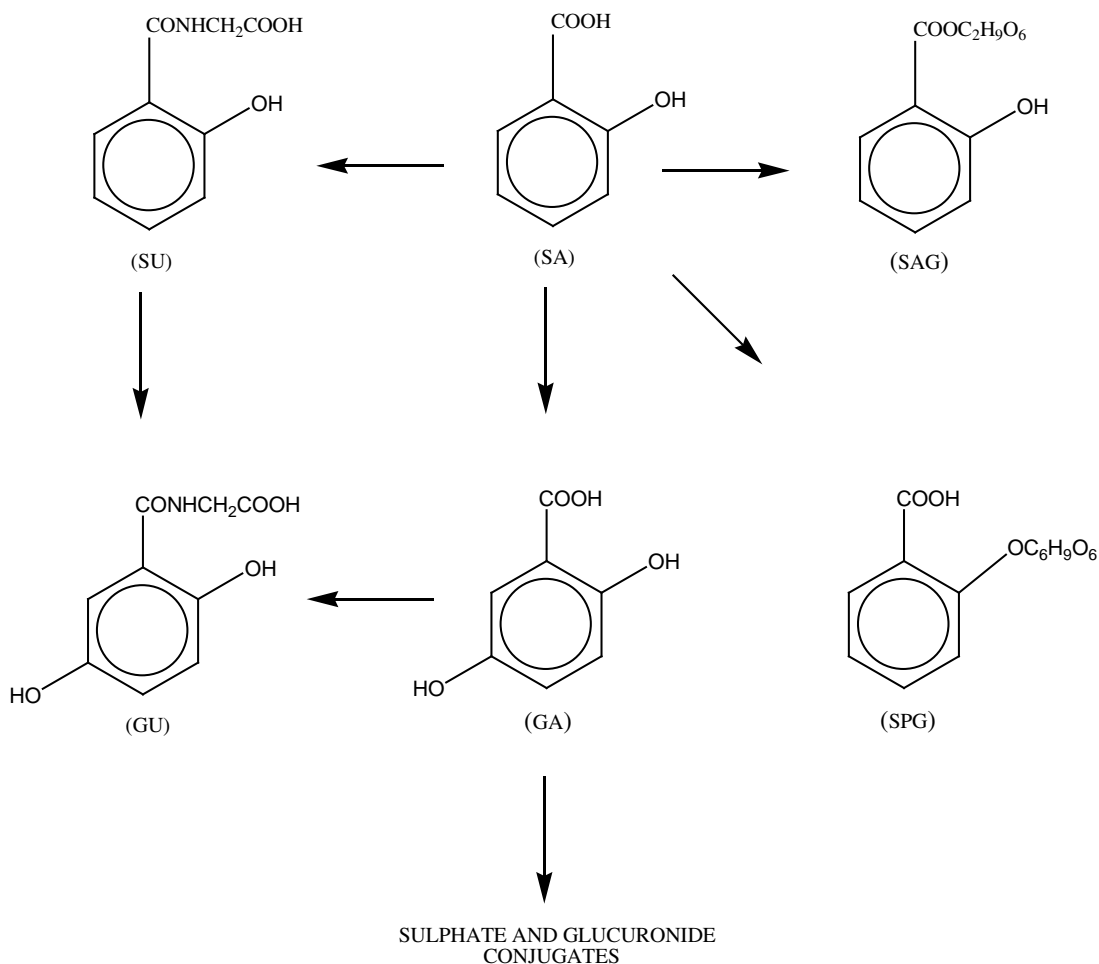 CONHCH₂COOH
OH
(SU)
COOH
OH
(SA)
COOC₂H₉O₆
OH
(SAG)
CONHCH₂COOH
OH
HO
(GU)
COOH
OH
HO
(GA)
COOH
OC₆H₉O₆
(SPG)
SULPHATE AND GLUCURONIDE
CONJUGATES